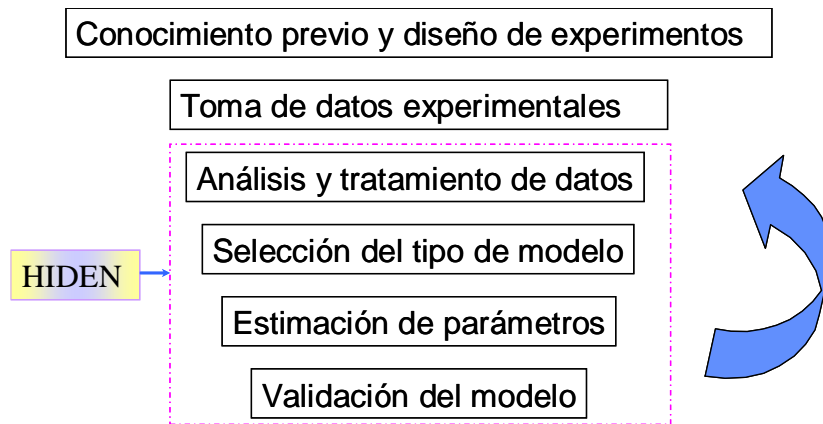 Conocimiento previo y diseño de experimentos
Toma de datos experimentales
Análisis y tratamiento de datos
Selección del tipo de modelo
HIDEN
Estimación de parámetros
Validación del modelo